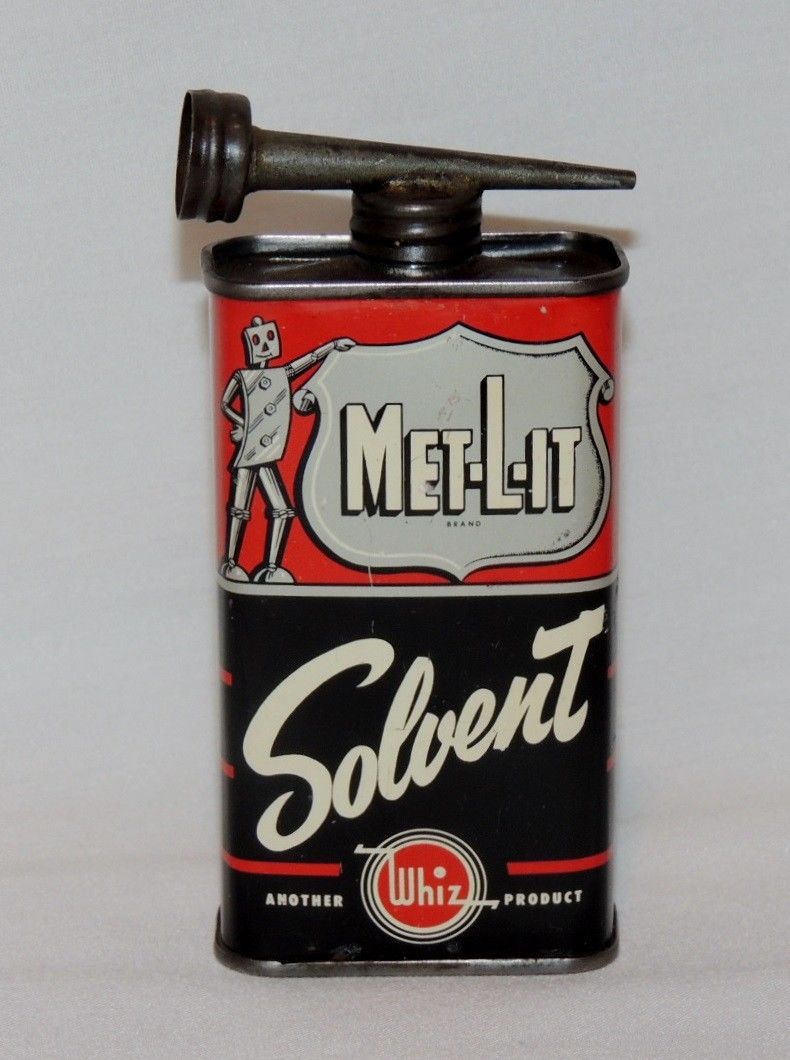 MET-L-IT
BRAND
Solvent
ANOTHER Whiz PRODUCT